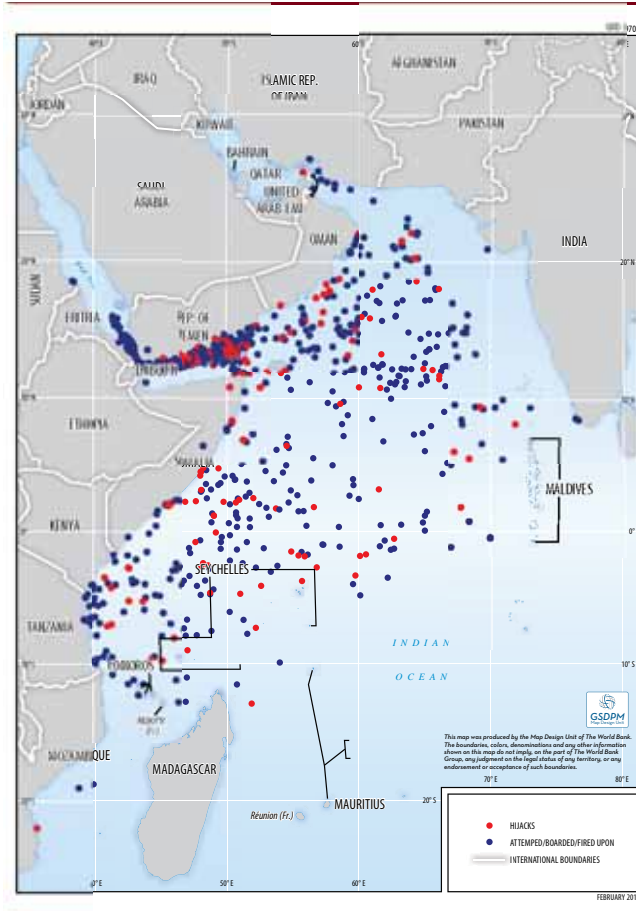 IRAQ
ISLAMIC REP.
OF IRAN
AFGHANISTAN
JORDAN
KUWAIT
PAKISTAN
BAHRAIN
QATAR
SAUDI
ARABIA
UNITED
ARAB EM
OMAN
INDIA
20°N
SUDAN
ERITREA
REP. OF
YEMEN
ETHIOPIA
SOMALIA
MALDIVES
KENYA
0°
SEYCHELLES
TANZANIA
INDIAN
OCEAN
COMOROS
10° S
GSDPM
Map Design Unit
This map was produced by the Map Design Unit of The World Bank.
The boundaries, colors, denominations and any other information
shown on this map do not imply, on the part of The World Bank
Group, any judgment on the legal status of any territory, or any
endorsement or acceptance of such boundaries.
MOZAMBIQUE
MADAGASCAR
70° E
80° E
MAURITIUS
20° S
Réunion (Fr.)
HIJACKS
ATTEMPED/BOARDED/FIRED UPON
INTERNATIONAL BOUNDARIES
50° E
60° E
FEBRUARY 201